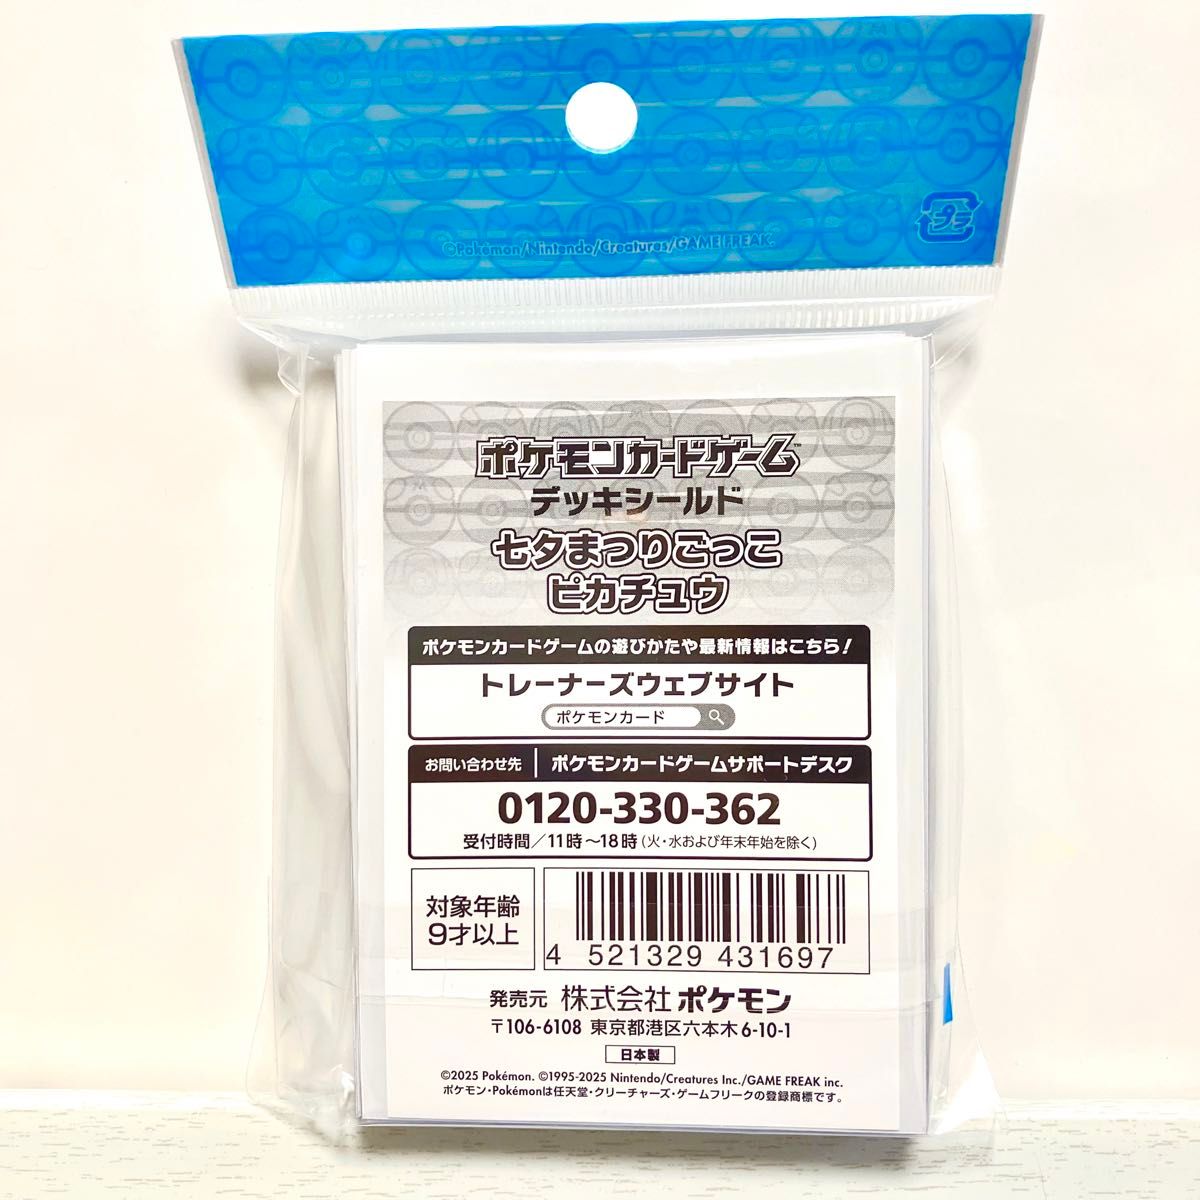 プラ
©Pokémon/Nintendo/Creatures/GAME FREAK.
ポケモンカードゲーム™
デッキシールド
七夕まつりごっこ
ピカチュウ
ポケモンカードゲームの遊びかたや最新情報はこちら!
トレーナーズウェブサイト
ポケモンカード
お問い合わせ先 ポケモンカードゲームサポートデスク
0120-330-362
受付時間/11時~18時(火・水および年末年始を除く)
対象年齢
9才以上
4 521329 431697
発売元 株式会社 ポケモン
〒106-6108 東京都港区六本木6-10-1
日本製
©2025 Pokémon. ©1995-2025 Nintendo/Creatures Inc./GAME FREAK inc.
ポケモン・Pokémonは任天堂・クリーチャーズ・ゲームフリークの登録商標です。